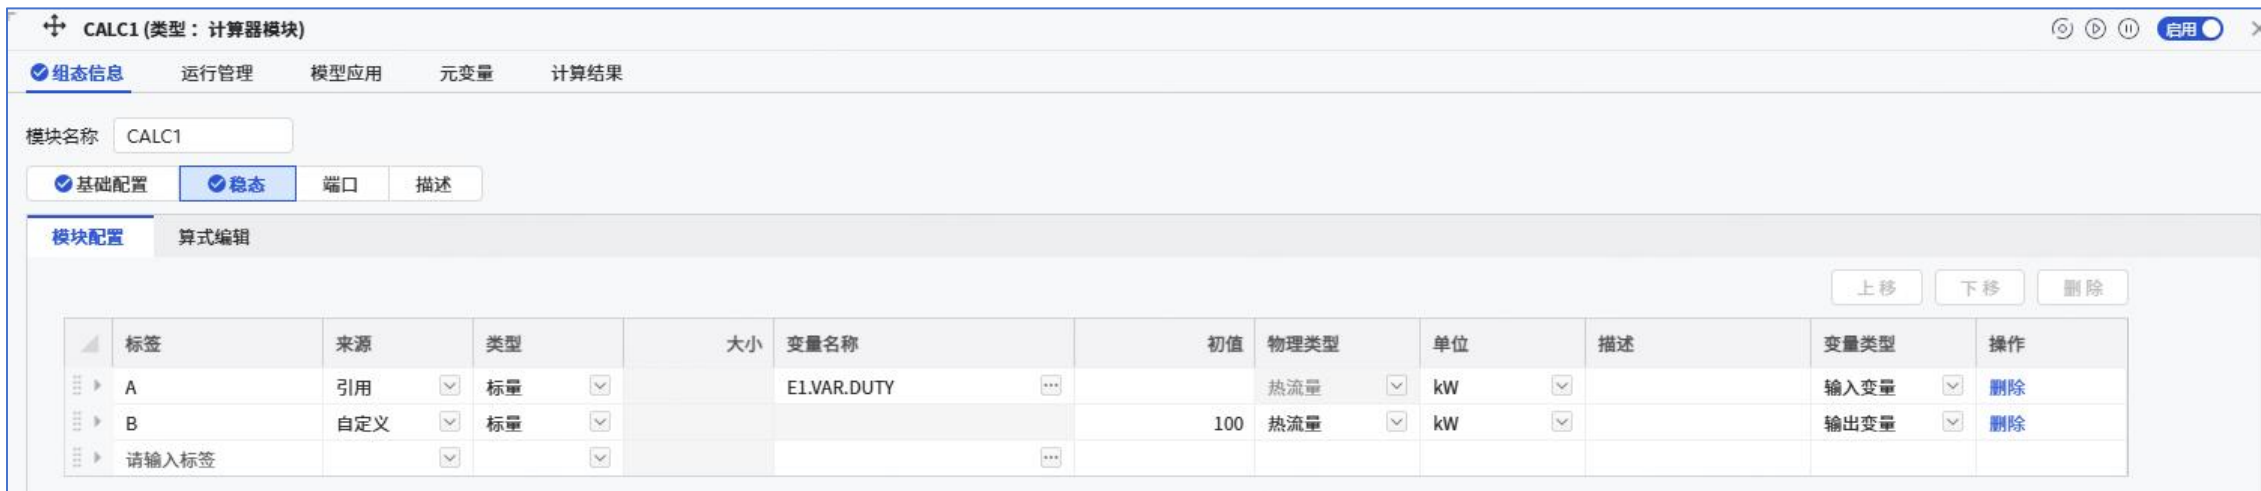 CALC1 (类型：计算器模块) 启用
组态信息 运行管理 模型应用 元变量 计算结果
模块名称 CALC1
基础配置 稳态 端口 描述
模块配置 算式编辑
上移 下移 删除
标签 来源 类型 大小 变量名称 初值 物理类型 单位 描述 变量类型 操作
A 引用 标量 E1.VAR.DUTY 热流量 kW 输入变量 删除
B 自定义 标量 100 热流量 kW 输出变量 删除
请输入标签